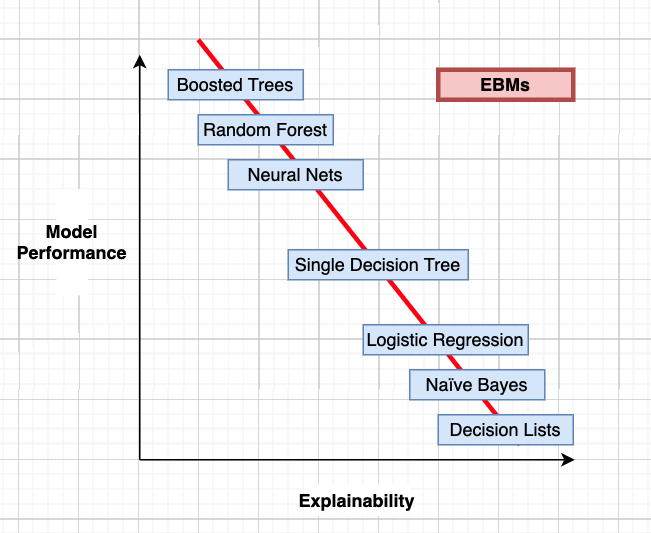 Boosted Trees
EBMs
Random Forest
Neural Nets
Model
Performance
Single Decision Tree
Logistic Regression
Naïve Bayes
Decision Lists
Explainability